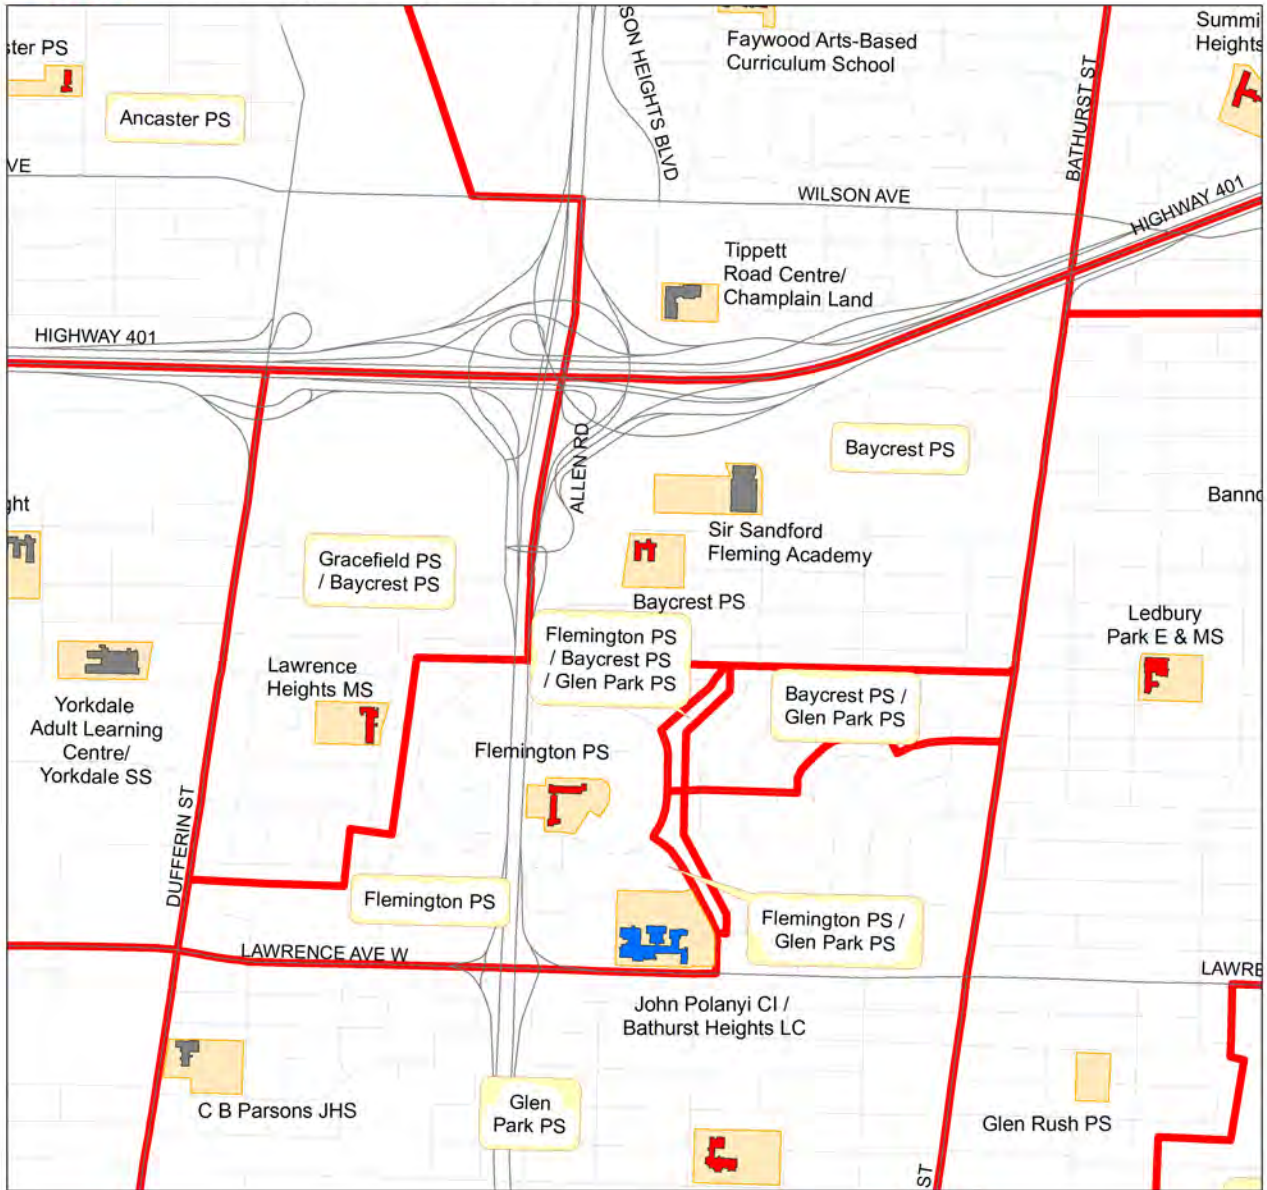 ster PS
Ancaster PS
VE
SON HEIGHTS BLVD
Faywood Arts-Based
Curriculum School
BATHURST ST
Summi
Heights
WILSON AVE
HIGHWAY 401
Tippett
Road Centre/
Champlain Land
HIGHWAY 401
ALLEN RD
Baycrest PS
ght
Gracefield PS
/ Baycrest PS
Sir Sandford
Fleming Academy
Bannc
Baycrest PS
Flemington PS
/ Baycrest PS
/ Glen Park PS
Ledbury
Park E & MS
Lawrence
Heights MS
Baycrest PS /
Glen Park PS
Yorkdale
Adult Learning
Centre/
Yorkdale SS
Flemington PS
DUFFERIN ST
Flemington PS
Flemington PS /
Glen Park PS
LAWRENCE AVE W
LAWRE
John Polanyi CI /
Bathurst Heights LC
C B Parsons JHS
Glen
Park PS
Glen Rush PS
ST